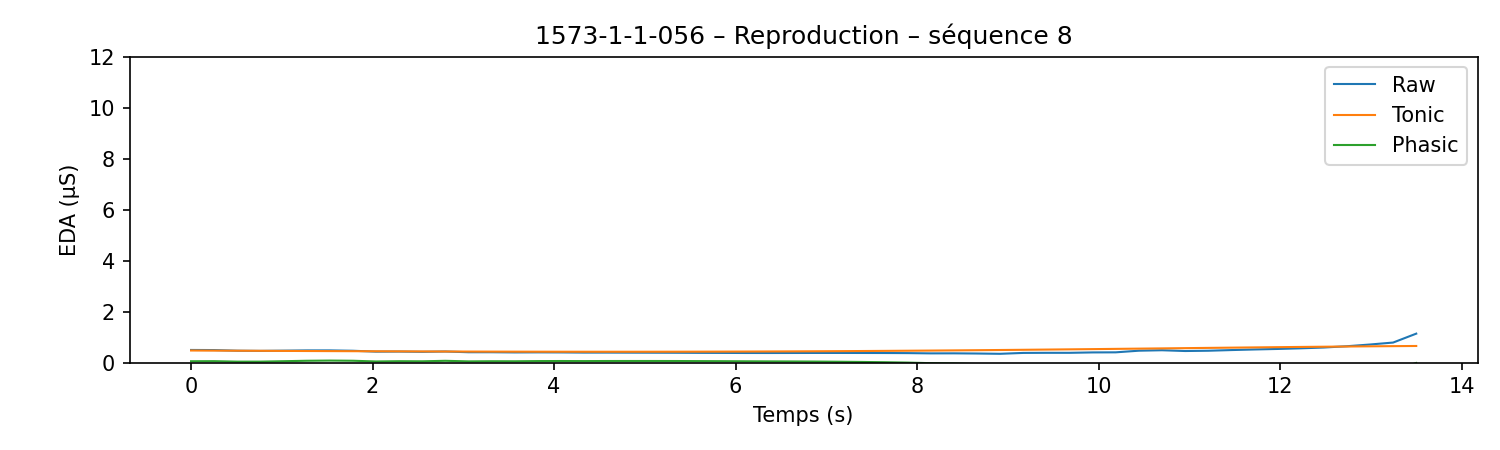 1573-1-1-056 – Reproduction – séquence 8
EDA (µS)
12
10
8
6
4
2
0
Raw
Tonic
Phasic
0 2 4 6 8 10 12 14
Temps (s)